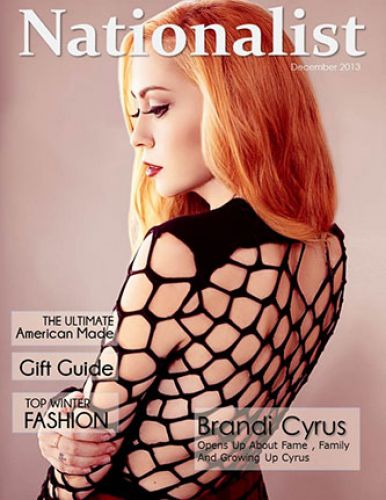 Nationalist
December 2013
THE ULTIMATE
American Made
Gift Guide
TOP WINTER
FASHION
Brandi Cyrus
Opens Up About Fame , Family
And Growing Up Cyrus